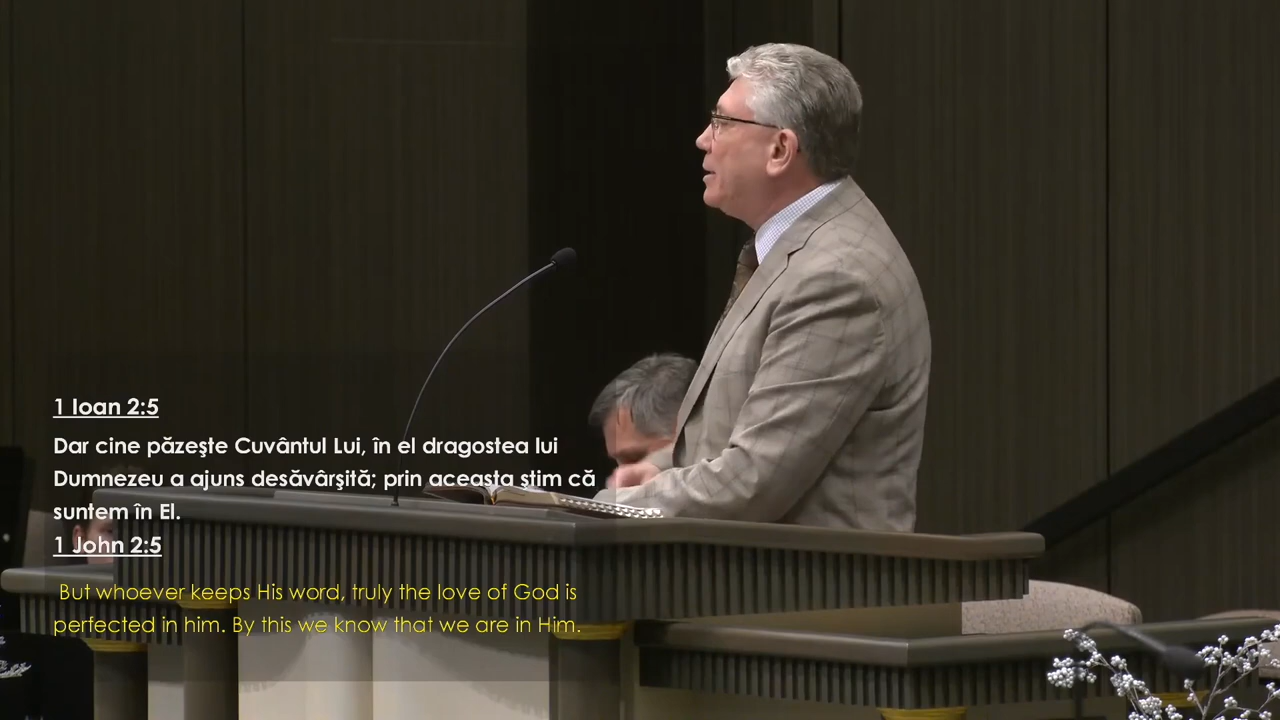 1 Ioan 2:5
Dar cine păzeşte Cuvântul Lui, în el dragostea lui
Dumnezeu a ajuns desăvârşită; prin aceasta ştim că
suntem în El.
1 John 2:5
But whoever keeps His word, truly the love of God is
perfected in him. By this we know that we are in Him.